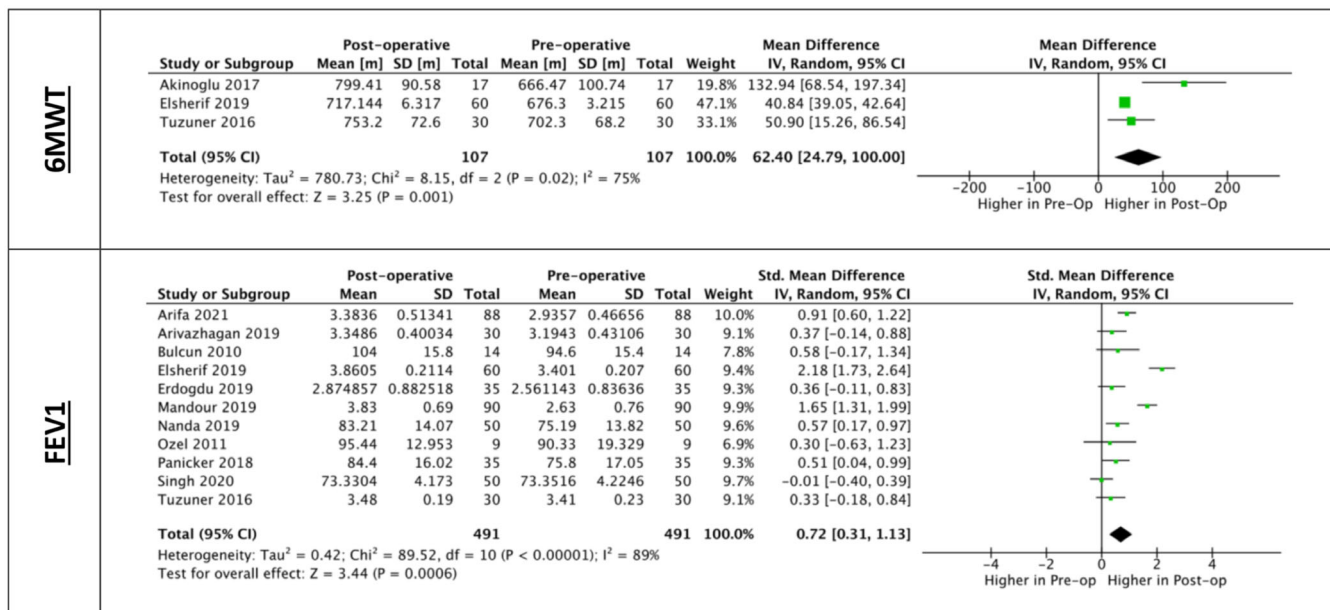 6MWT
Post-operative Pre-operative Mean Difference Mean Difference
Study or Subgroup Mean [m] SD [m] Total Mean [m] SD [m] Total Weight IV, Random, 95% CI IV, Random, 95% CI
Akinoglu 2017 799.41 90.58 17 666.47 100.74 17 19.8% 132.94 [68.54, 197.34]
Elsherif 2019 717.144 6.317 60 676.3 3.215 60 47.1% 40.84 [39.05, 42.64]
Tuzuner 2016 753.2 72.6 30 702.3 68.2 30 33.1% 50.90 [15.26, 86.54]
Total (95% CI) 107 107 100.0% 62.40 [24.79, 100.00]
Heterogeneity: Tau² = 780.73; Chi² = 8.15, df = 2 (P = 0.02); I² = 75%
Test for overall effect: Z = 3.25 (P = 0.001)
-200 -100 0 100 200
Higher in Pre-Op Higher in Post-Op
FEV1
Post-operative Pre-operative Std. Mean Difference Std. Mean Difference
Study or Subgroup Mean SD Total Mean SD Total Weight IV, Random, 95% CI IV, Random, 95% CI
Arifa 2021 3.3836 0.51341 88 2.9357 0.46656 88 10.0% 0.91 [0.60, 1.22]
Arivazhagan 2019 3.3486 0.40034 30 3.1943 0.43106 30 9.1% 0.37 [-0.14, 0.88]
Bulcun 2010 104 15.8 14 94.6 15.4 14 7.8% 0.58 [-0.17, 1.34]
Elsherif 2019 3.8605 0.2114 60 3.401 0.207 60 9.4% 2.18 [1.73, 2.64]
Erdogdu 2019 2.874857 0.882518 35 2.561143 0.83636 35 9.3% 0.36 [-0.11, 0.83]
Mandour 2019 3.83 0.69 90 2.63 0.76 90 9.9% 1.65 [1.31, 1.99]
Nanda 2019 83.21 14.07 50 75.19 13.82 50 9.6% 0.57 [0.17, 0.97]
Ozel 2011 95.44 12.953 9 90.33 19.329 9 6.9% 0.30 [-0.63, 1.23]
Panicker 2018 84.4 16.02 35 75.8 17.05 35 9.3% 0.51 [0.04, 0.99]
Singh 2020 73.3304 4.173 50 73.3516 4.2246 50 9.6% -0.01 [-0.40, 0.39]
Tuzuner 2016 3.48 0.19 30 3.41 0.23 30 9.1% 0.33 [-0.18, 0.84]
Total (95% CI) 491 491 100.0% 0.72 [0.31, 1.13]
Heterogeneity: Tau² = 0.42; Chi² = 89.52, df = 10 (P < 0.00001); I² = 89%
Test for overall effect: Z = 3.44 (P = 0.0006)
-4 -2 0 2 4
Higher in Pre-op Higher in Post-op